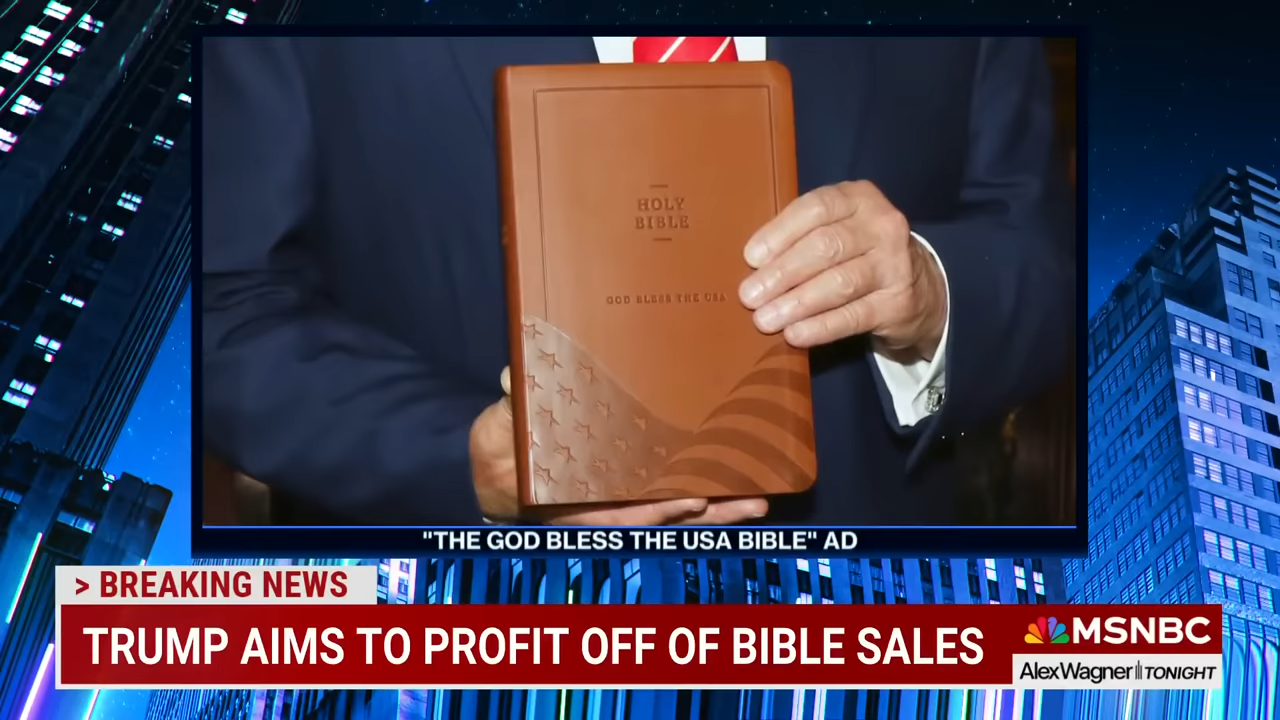 HOLY
BIBLE
GOD BLESS THE USA
"THE GOD BLESS THE USA BIBLE" AD
> BREAKING NEWS
TRUMP AIMS TO PROFIT OFF OF BIBLE SALES
MSNBC
AlexWagner TONIGHT